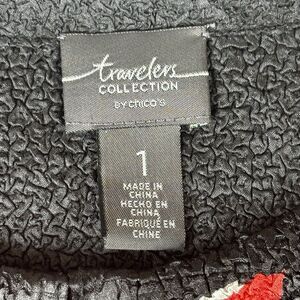 travelers
COLLECTION
BY CHICO'S
1
MADE IN
CHINA
HECHO EN
CHINA
FABRIQUÉ EN
CHINE